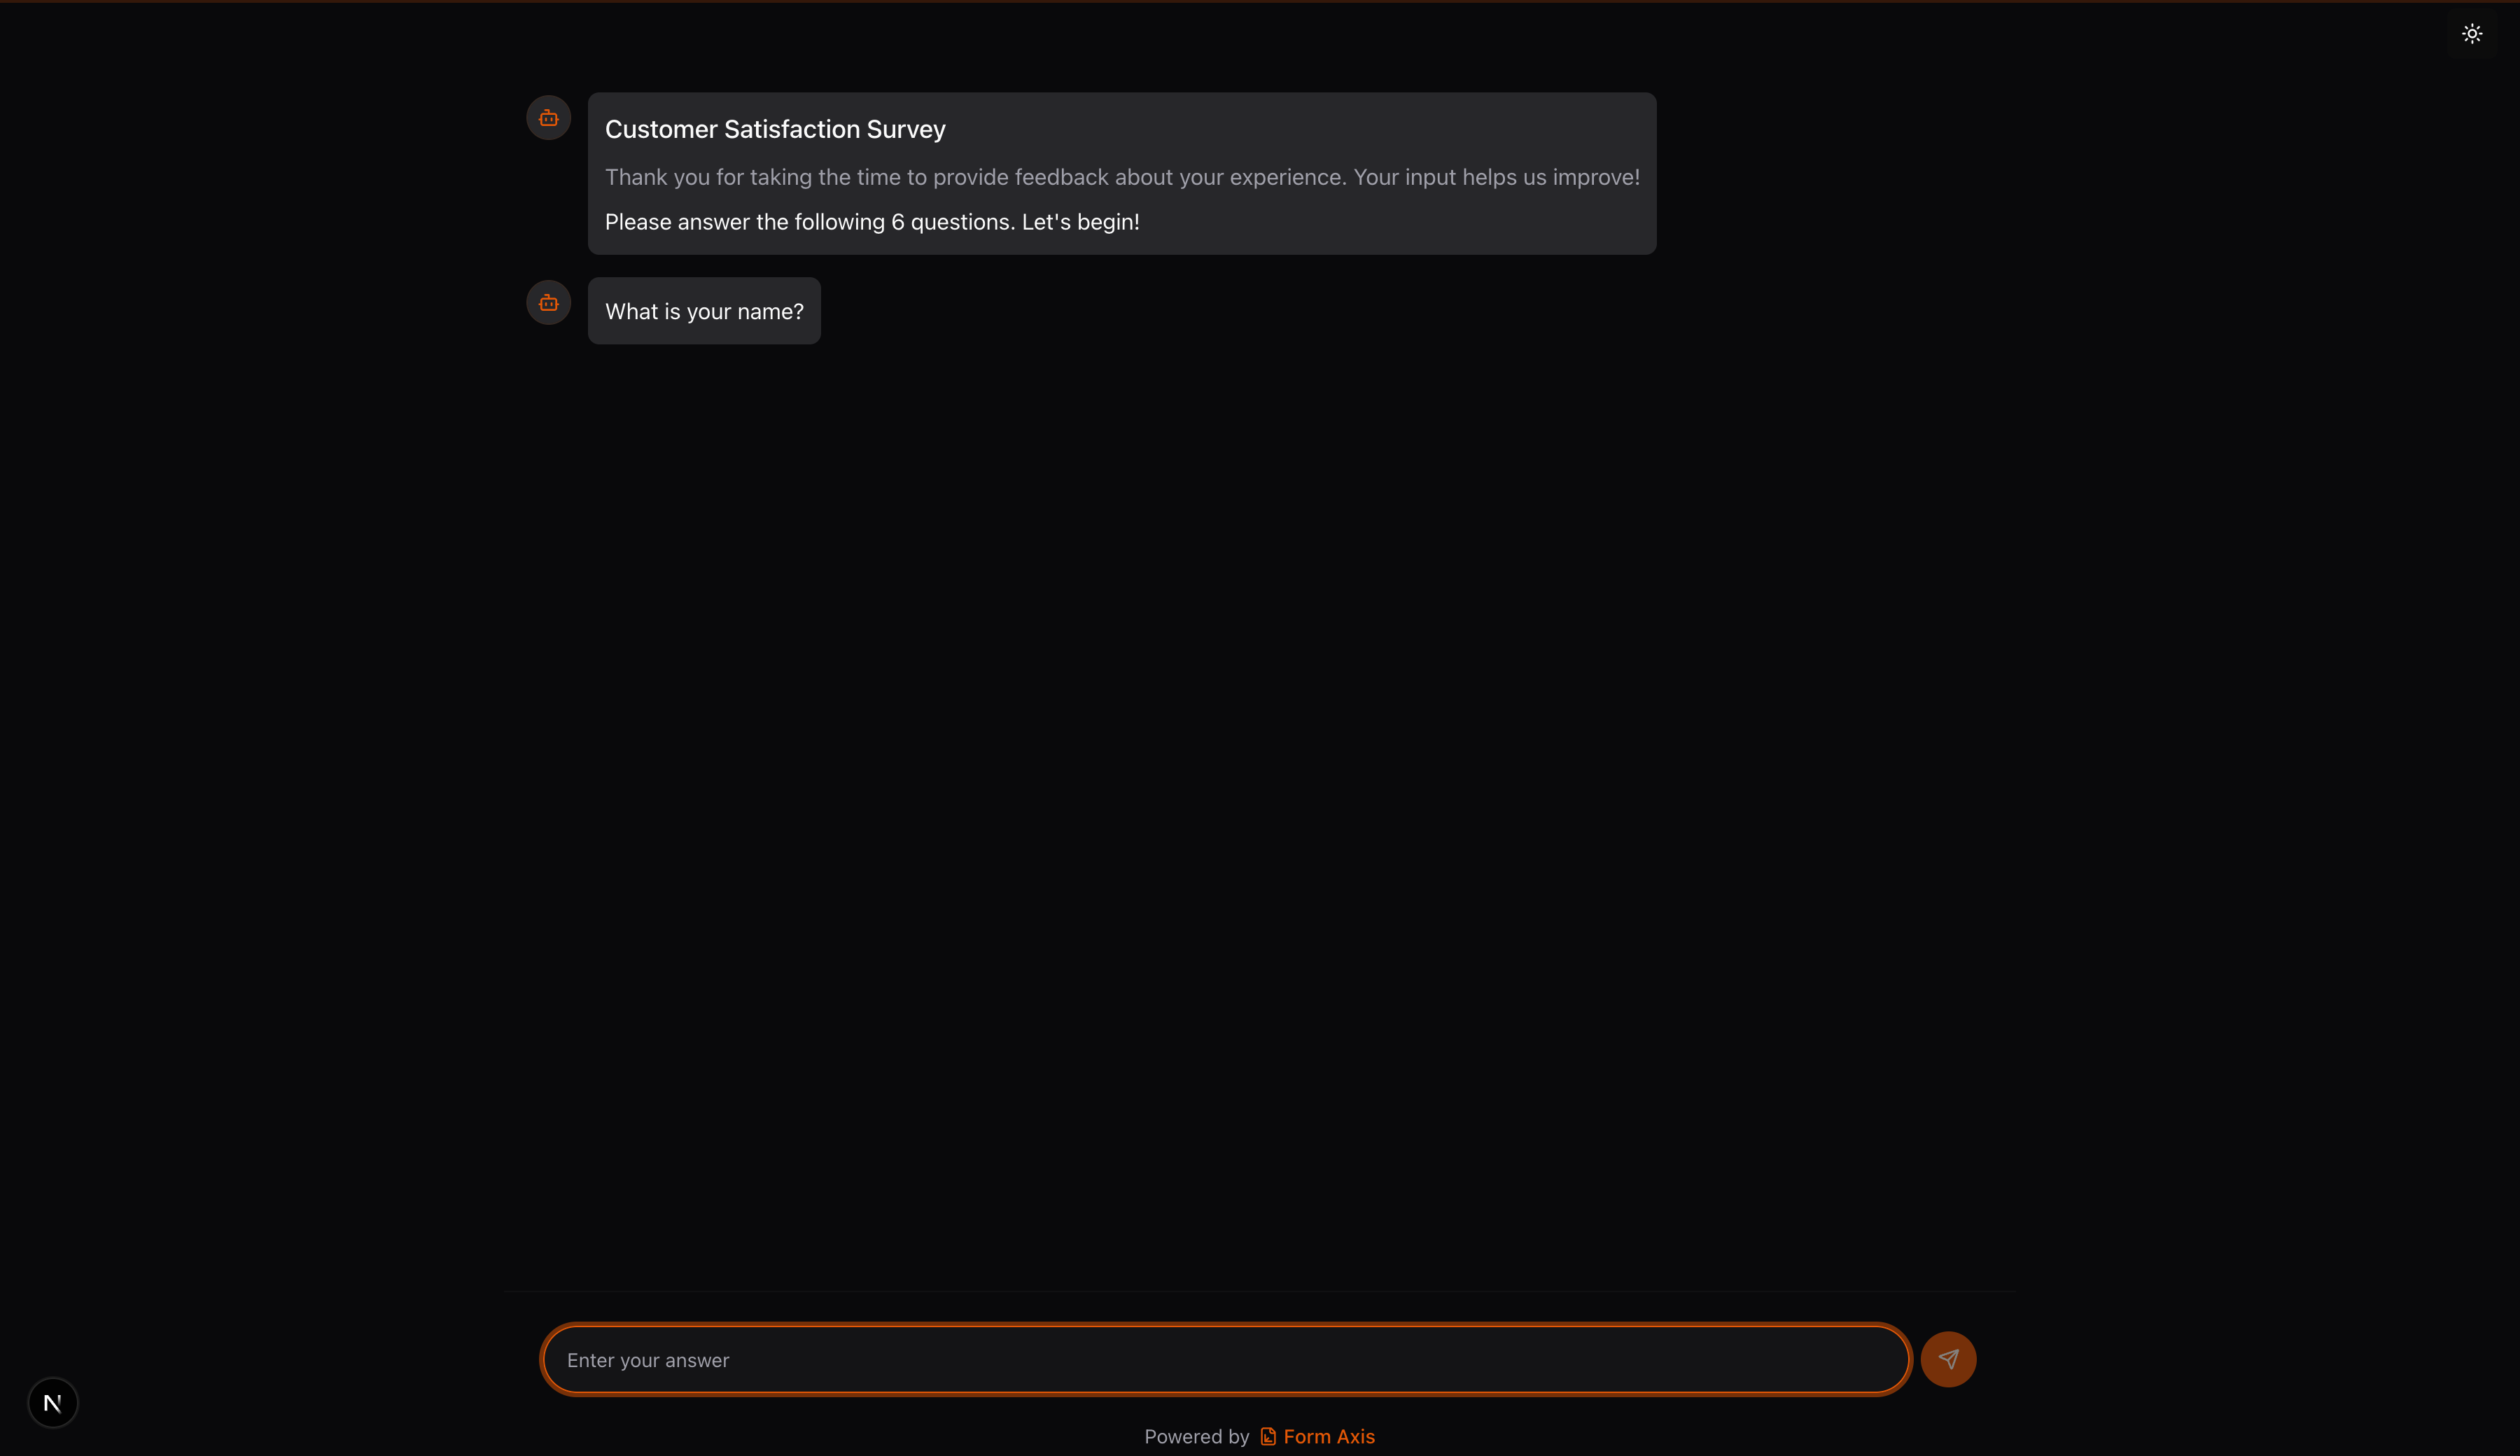 Customer Satisfaction Survey
Thank you for taking the time to provide feedback about your experience. Your input helps us improve!
Please answer the following 6 questions. Let's begin!
What is your name?
Enter your answer
N
Powered by Form Axis